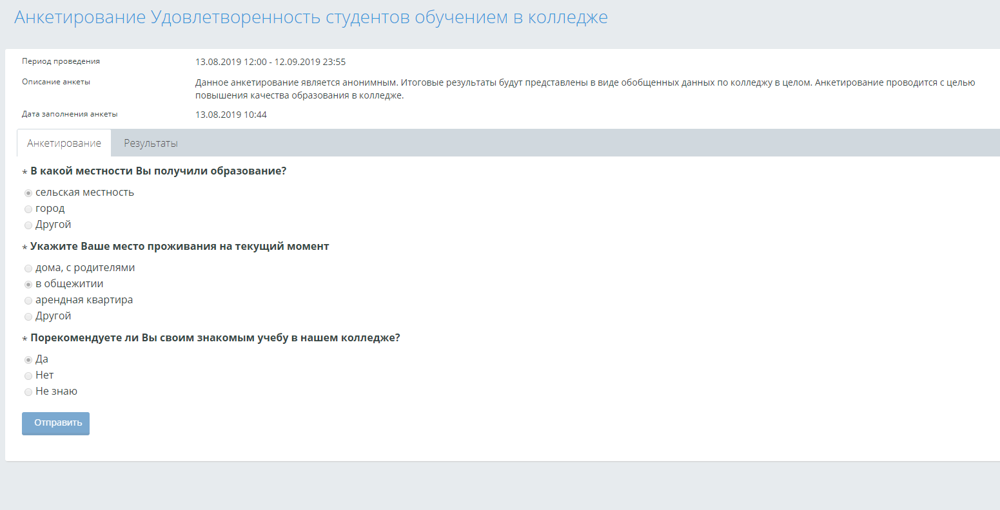 Анкетирование Удовлетворенность студентов обучением в колледже
Период проведения 13.08.2019 12:00 - 12.09.2019 23:55
Описание анкеты Данное анкетирование является анонимным. Итоговые результаты будут представлены в виде обобщенных данных по колледжу в целом. Анкетирование проводится с целью
повышения качества образования в колледже.
Дата заполнения анкеты 13.08.2019 10:44
Анкетирование Результаты
* В какой местности Вы получили образование?
сельская местность
город
Другой
* Укажите Ваше место проживания на текущий момент
дома, с родителями
в общежитии
арендная квартира
Другой
* Порекомендуете ли Вы своим знакомым учебу в нашем колледже?
Да
Нет
Не знаю
Отправить